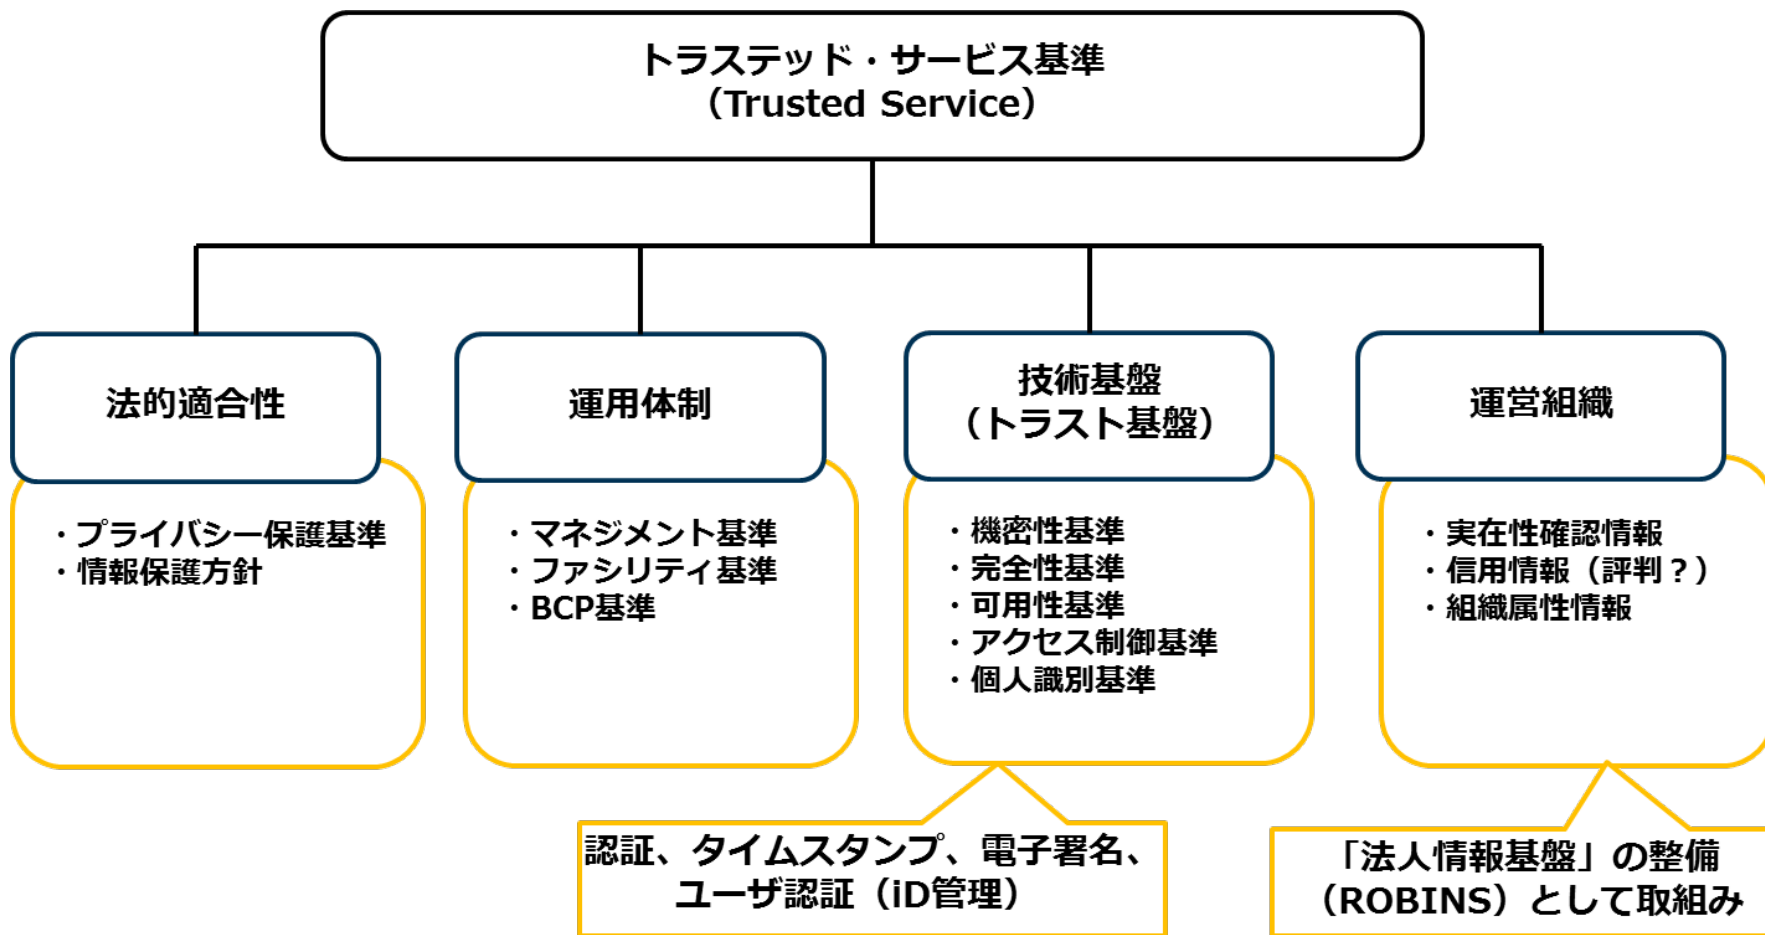 トラステッド・サービス基準
（Trusted Service）
法的適合性
・プライバシー保護基準
・情報保護方針
運用体制
・マネジメント基準
・ファシリティ基準
・BCP基準
技術基盤
（トラスト基盤）
・機密性基準
・完全性基準
・可用性基準
・アクセス制御基準
・個人識別基準
運営組織
・実在性確認情報
・信用情報（評判？）
・組織属性情報
認証、タイムスタンプ、電子署名、
ユーザ認証（iD管理）
「法人情報基盤」の整備
（ROBINS）として取組み